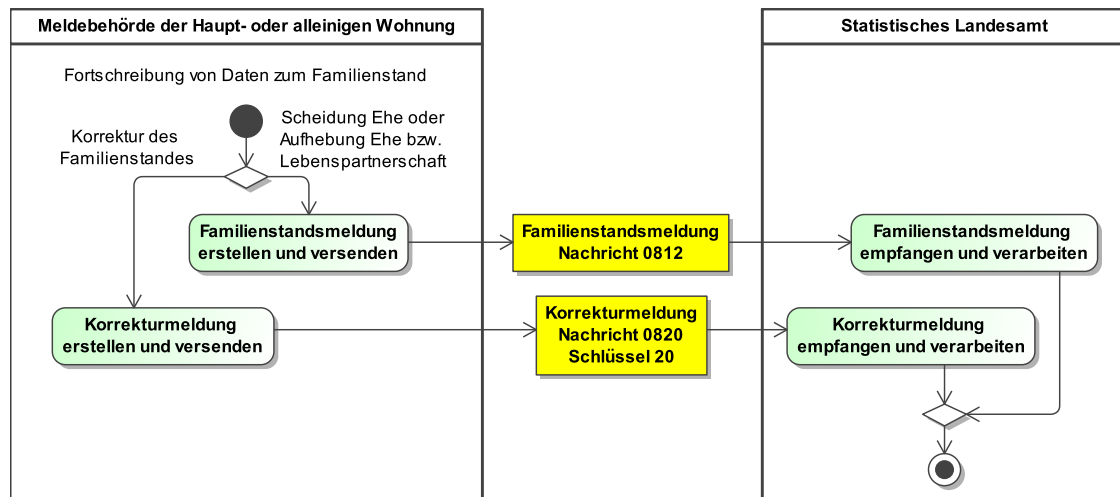 Meldebehörde der Haupt- oder alleinigen Wohnung
Statistisches Landesamt
Fortschreibung von Daten zum Familienstand
Korrektur des
Familienstandes
Scheidung Ehe oder
Aufhebung Ehe bzw.
Lebenspartnerschaft
Familienstandsmeldung
erstellen und versenden
Familienstandsmeldung
Nachricht 0812
Familienstandsmeldung
empfangen und verarbeiten
Korrekturmeldung
erstellen und versenden
Korrekturmeldung
Nachricht 0820
Schlüssel 20
Korrekturmeldung
empfangen und verarbeiten